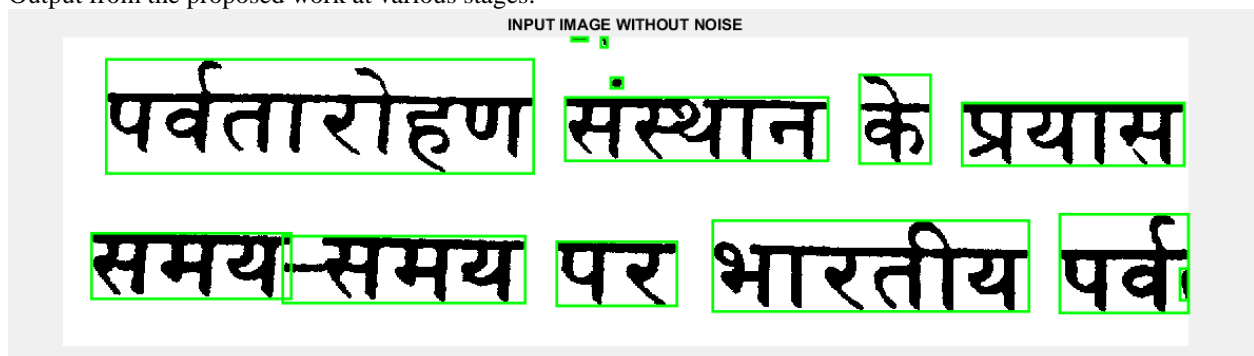 Output from the proposed work at various stages:
INPUT IMAGE WITHOUT NOISE
पर्वतारोहण संस्थान के प्रयास
समय-समय पर भारतीय